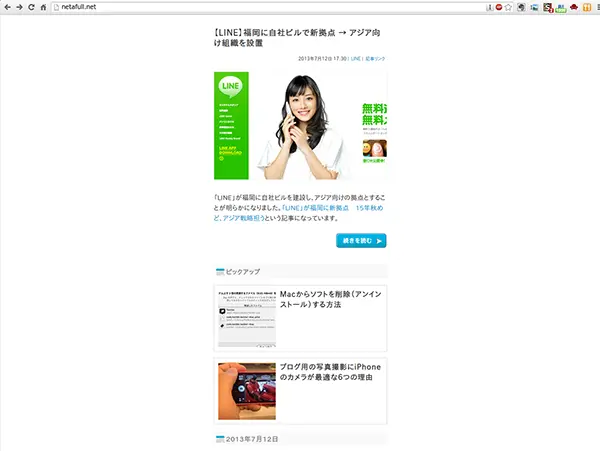 netafull.net
【LINE】福岡に自社ビルで新拠点 → アジア向
け組織を設置
2013年7月12日 17:30 | LINE | 記事リンク
LINE
LINE APP
DOWNLOAD
無料
無料
「LINE」が福岡に自社ビルを建設し、アジア向けの拠点とするこ
とが明らかになりました。「LINE」が福岡に新拠点　15年秋め
ど、アジア戦略担うという記事になっています。
続きを読む
ピックアップ
Macからソフトを削除（アンイン
ストール）する方法
ブログ用の写真撮影にiPhone
のカメラが最適な6つの理由
2013年7月12日